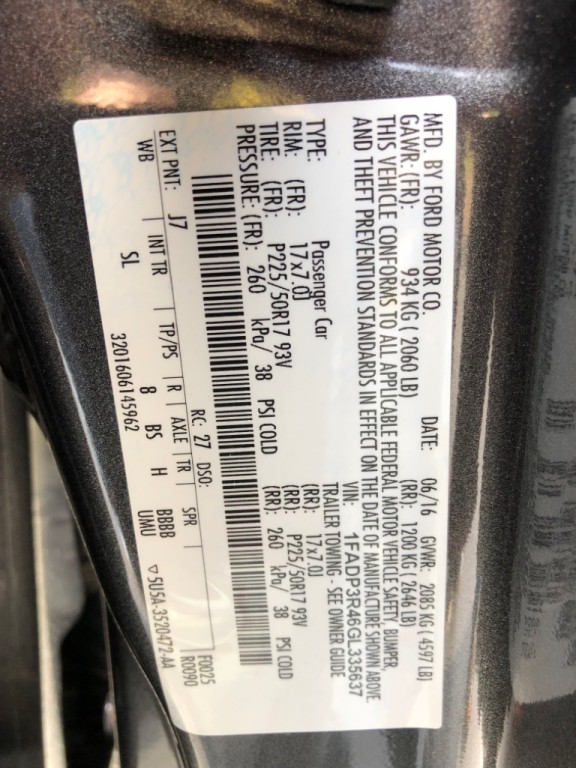 MFD. BY FORD MOTOR CO.
DATE: 06/16 GVWR: 2085 KG ( 4597 LB)
GAWR: (FR): 934 KG ( 2060 LB) (RR): 1200 KG ( 2646 LB)
THIS VEHICLE CONFORMS TO ALL APPLICABLE FEDERAL MOTOR VEHICLE SAFETY, BUMPER
AND THEFT PREVENTION STANDARDS IN EFFECT ON THE DATE OF MANUFACTURE SHOWN ABOVE.
VIN: 1FADP3R46GL335637
TYPE: Passenger Car TRAILER TOWING - SEE OWNER GUIDE
RIM: (FR): 17x7.0J (RR): 17x7.0J
TIRE: (FR): P225/50R17 93V (RR): P225/50R17 93V
PRESSURE: (FR): 260 kPa/ 38 PSI COLD (RR): 260 kPa/ 38 PSI COLD
F0025
EXT PNT: J7 RC: 27 DSO: R0090
WB INT TR TP/PS R AXLE TR SPR
SL 8 BS H BBBB
UMU
3201606145962 ▽5U5A-3520472-AA